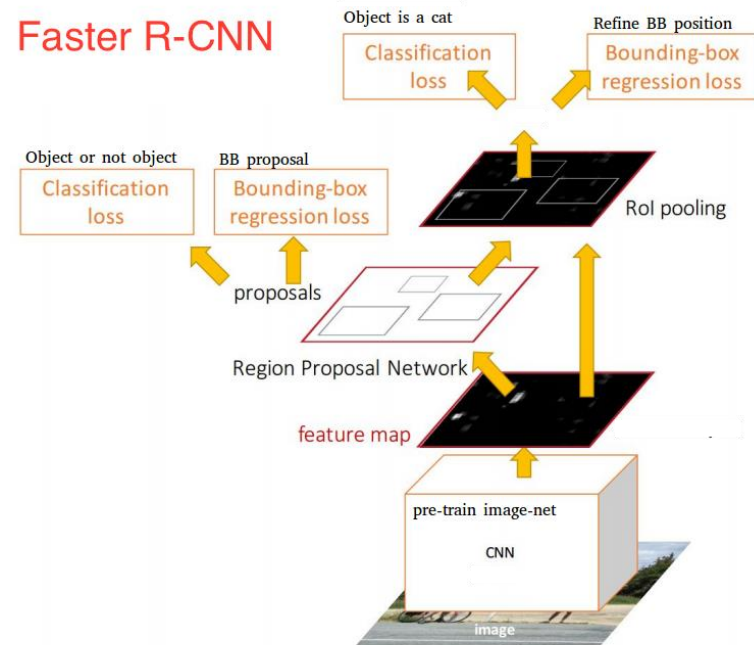 Faster R-CNN
Object is a cat
Refine BB position
Classification
loss
Bounding-box
regression loss
Object or not object
BB proposal
Classification
loss
Bounding-box
regression loss
RoI pooling
proposals
Region Proposal Network
feature map
pre-train image-net
CNN
image